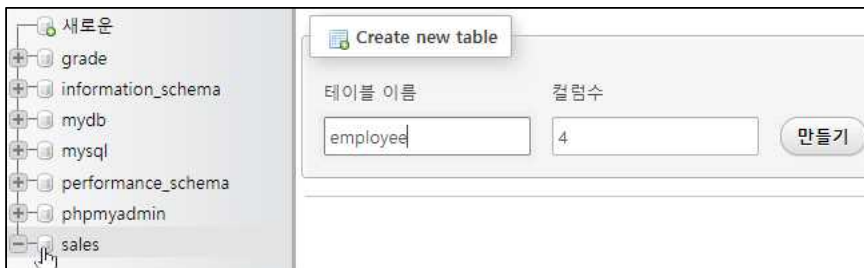 새로운
grade
information_schema
mydb
mysql
performance_schema
phpmyadmin
sales
Create new table
테이블 이름
컬럼수
employee
4
만들기